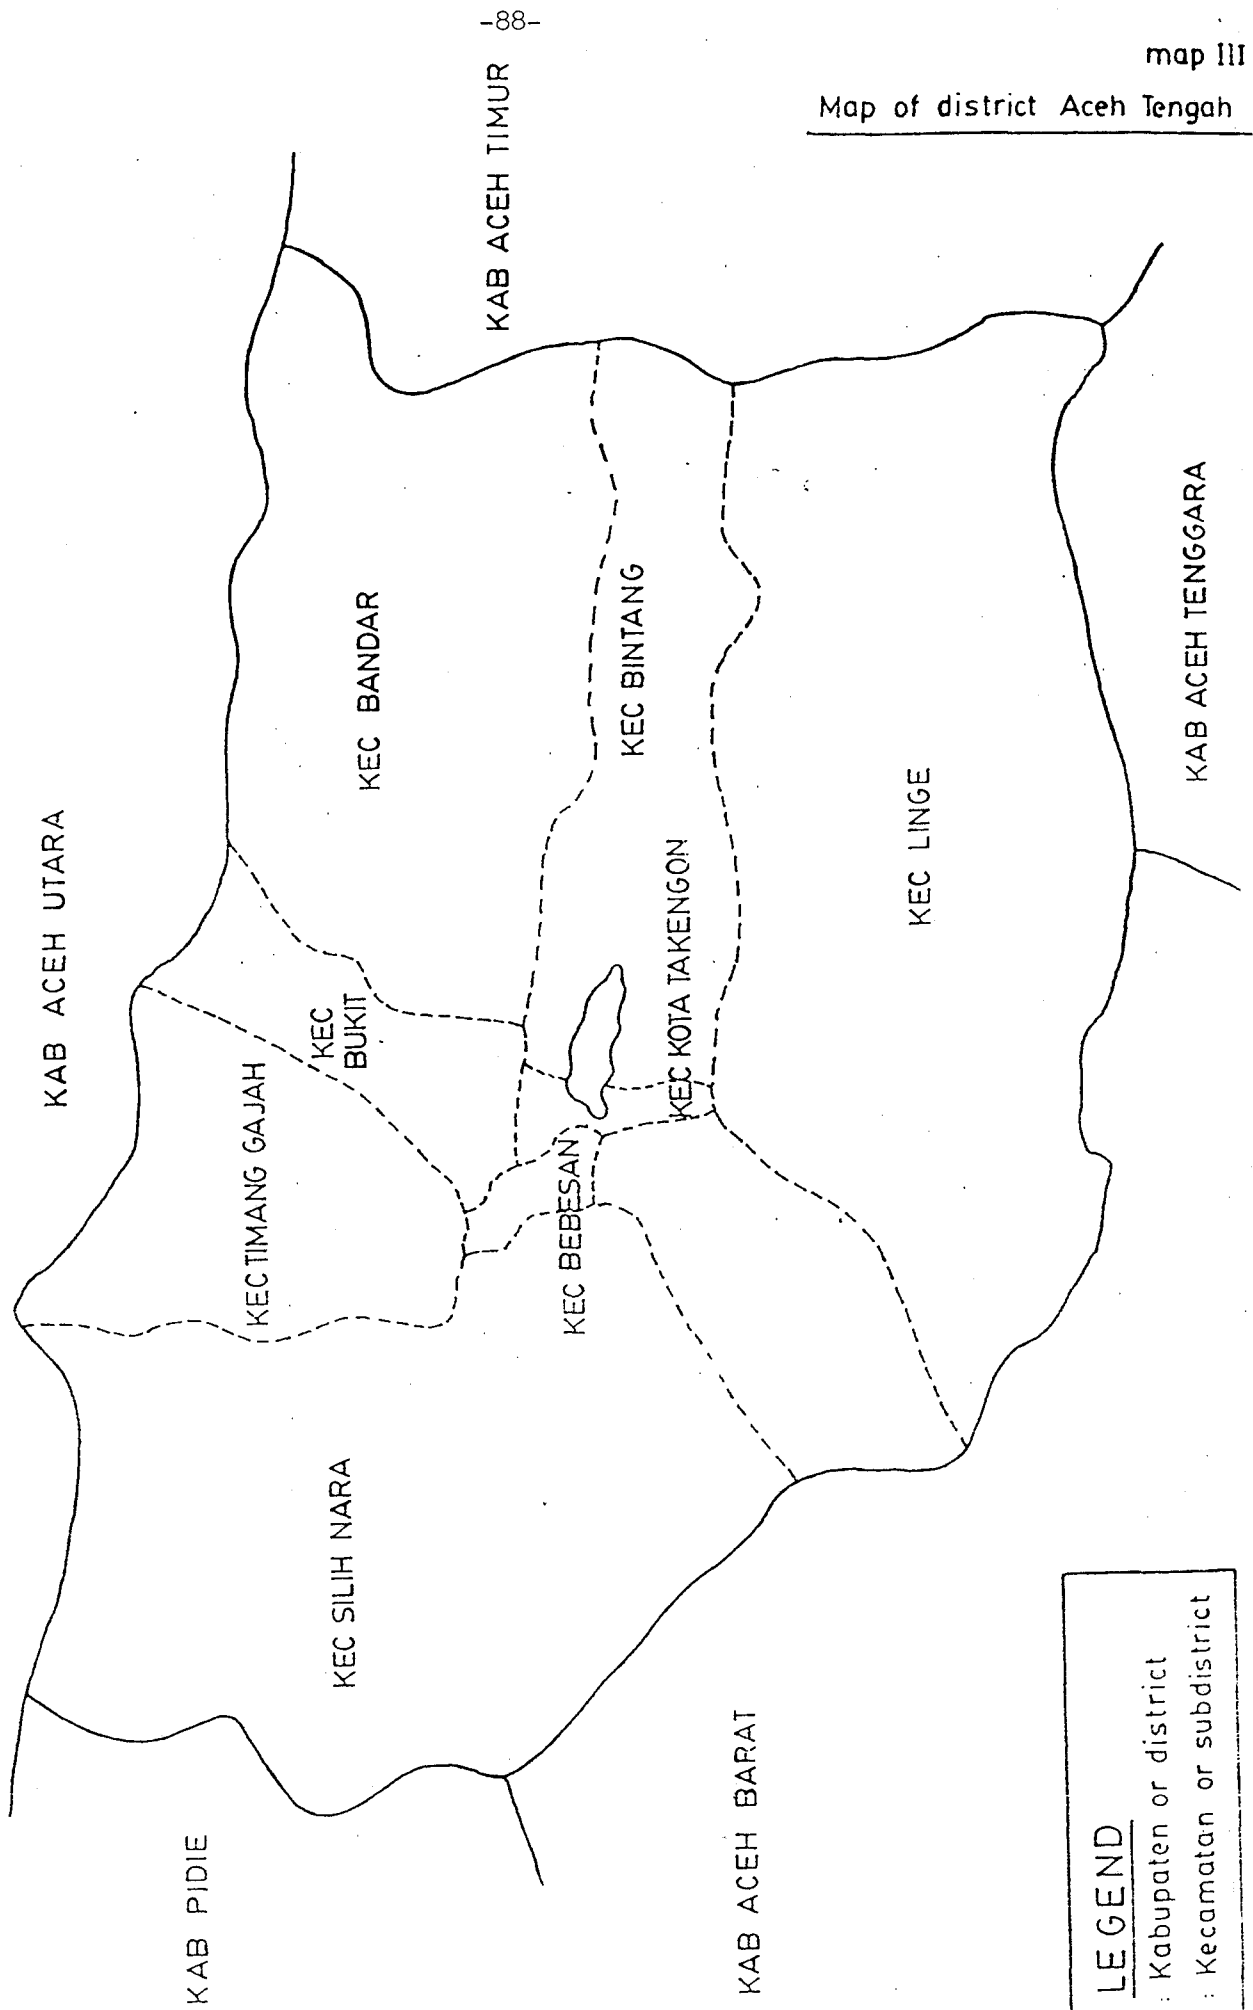 -88-
map III
Map of district Aceh Tengah
KAB ACEH UTARA
KAB ACEH TIMUR
KAB PIDIE
KEC TIMANG GAJAH
KEC
BUKIT
KEC BANDAR
KEC SILIH NARA
KEC BEBESAN
KEC BINTANG
KEC KOTA TAKENGON
KEC LINGE
KAB ACEH BARAT
KAB ACEH TENGGARA
LEGEND
: Kabupaten or district
: Kecamatan or subdistrict